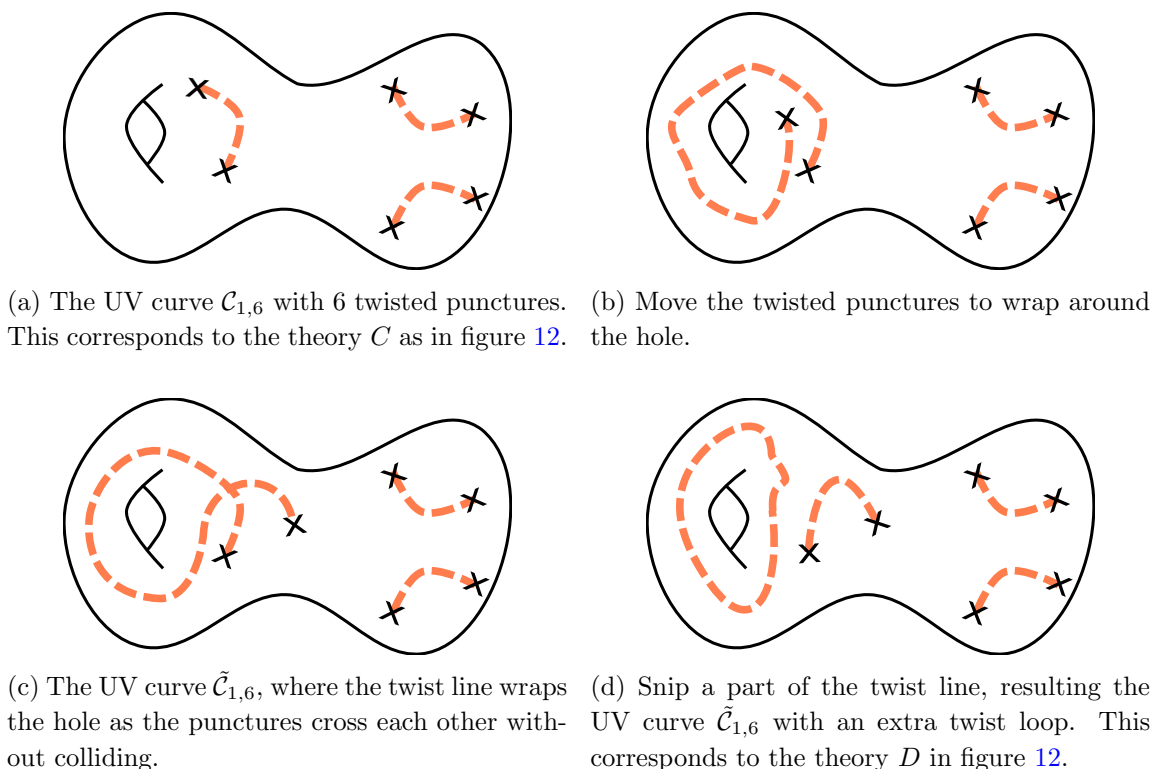 (a) The UV curve 𝒞₁,₆ with 6 twisted punctures.
This corresponds to the theory C as in figure 12.
(b) Move the twisted punctures to wrap around
the hole.
(c) The UV curve 𝒞̃₁,₆, where the twist line wraps
the hole as the punctures cross each other with-
out colliding.
(d) Snip a part of the twist line, resulting the
UV curve 𝒞̃₁,₆ with an extra twist loop. This
corresponds to the theory D in figure 12.